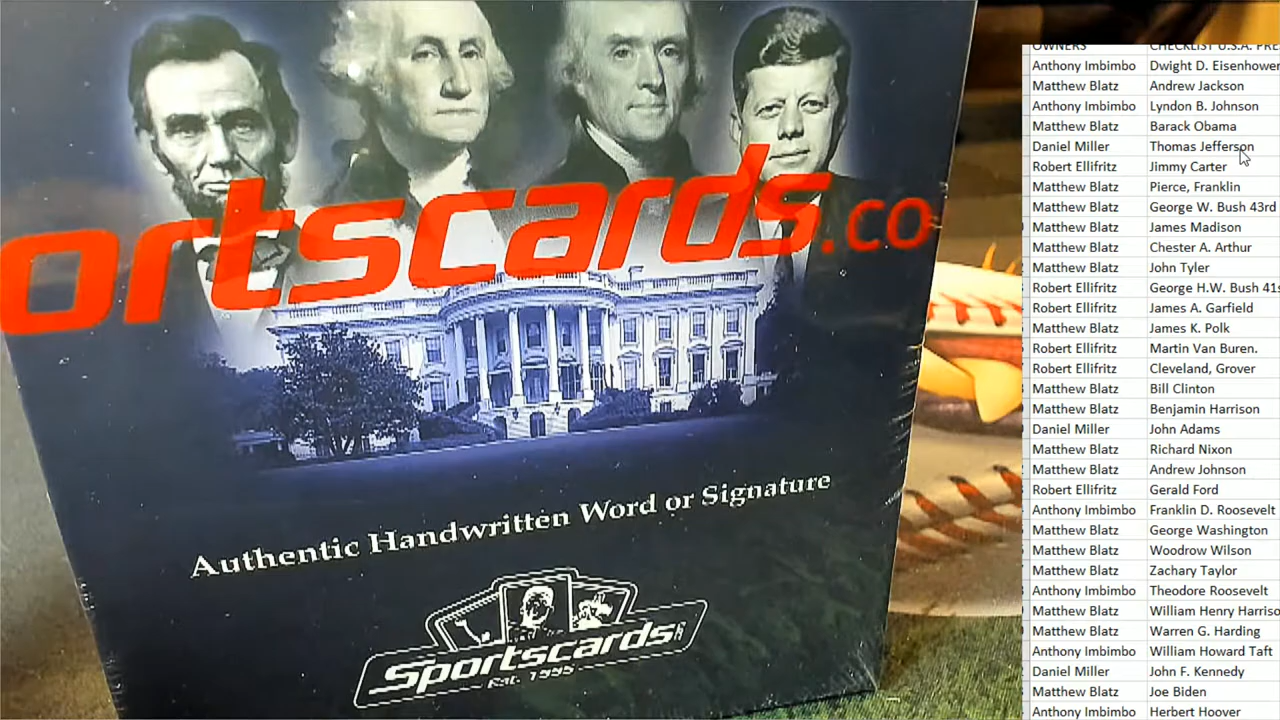 ortscards.co
Authentic Handwritten Word or Signature
Sportscards
Est. 1995
OWNERS CHECKLIST U.S.A. PRE
Anthony Imbimbo Dwight D. Eisenhower
Matthew Blatz Andrew Jackson
Anthony Imbimbo Lyndon B. Johnson
Matthew Blatz Barack Obama
Daniel Miller Thomas Jefferson
Robert Ellifritz Jimmy Carter
Matthew Blatz Pierce, Franklin
Matthew Blatz George W. Bush 43rd
Matthew Blatz James Madison
Matthew Blatz Chester A. Arthur
Matthew Blatz John Tyler
Robert Ellifritz George H.W. Bush 41s
Robert Ellifritz James A. Garfield
Matthew Blatz James K. Polk
Robert Ellifritz Martin Van Buren.
Robert Ellifritz Cleveland, Grover
Matthew Blatz Bill Clinton
Matthew Blatz Benjamin Harrison
Daniel Miller John Adams
Matthew Blatz Richard Nixon
Matthew Blatz Andrew Johnson
Robert Ellifritz Gerald Ford
Anthony Imbimbo Franklin D. Roosevelt
Matthew Blatz George Washington
Matthew Blatz Woodrow Wilson
Matthew Blatz Zachary Taylor
Anthony Imbimbo Theodore Roosevelt
Matthew Blatz William Henry Harriso
Matthew Blatz Warren G. Harding
Anthony Imbimbo William Howard Taft
Daniel Miller John F. Kennedy
Matthew Blatz Joe Biden
Anthony Imbimbo Herbert Hoover